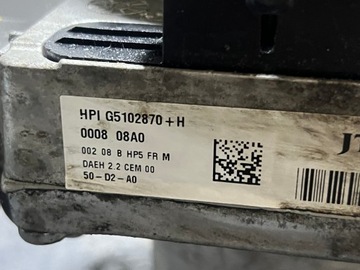 HPI G5102870+H
0008 08A0
002 08 B HP5 FR M
DAEH 2.2 CEM 00
50-D2-A0
JT